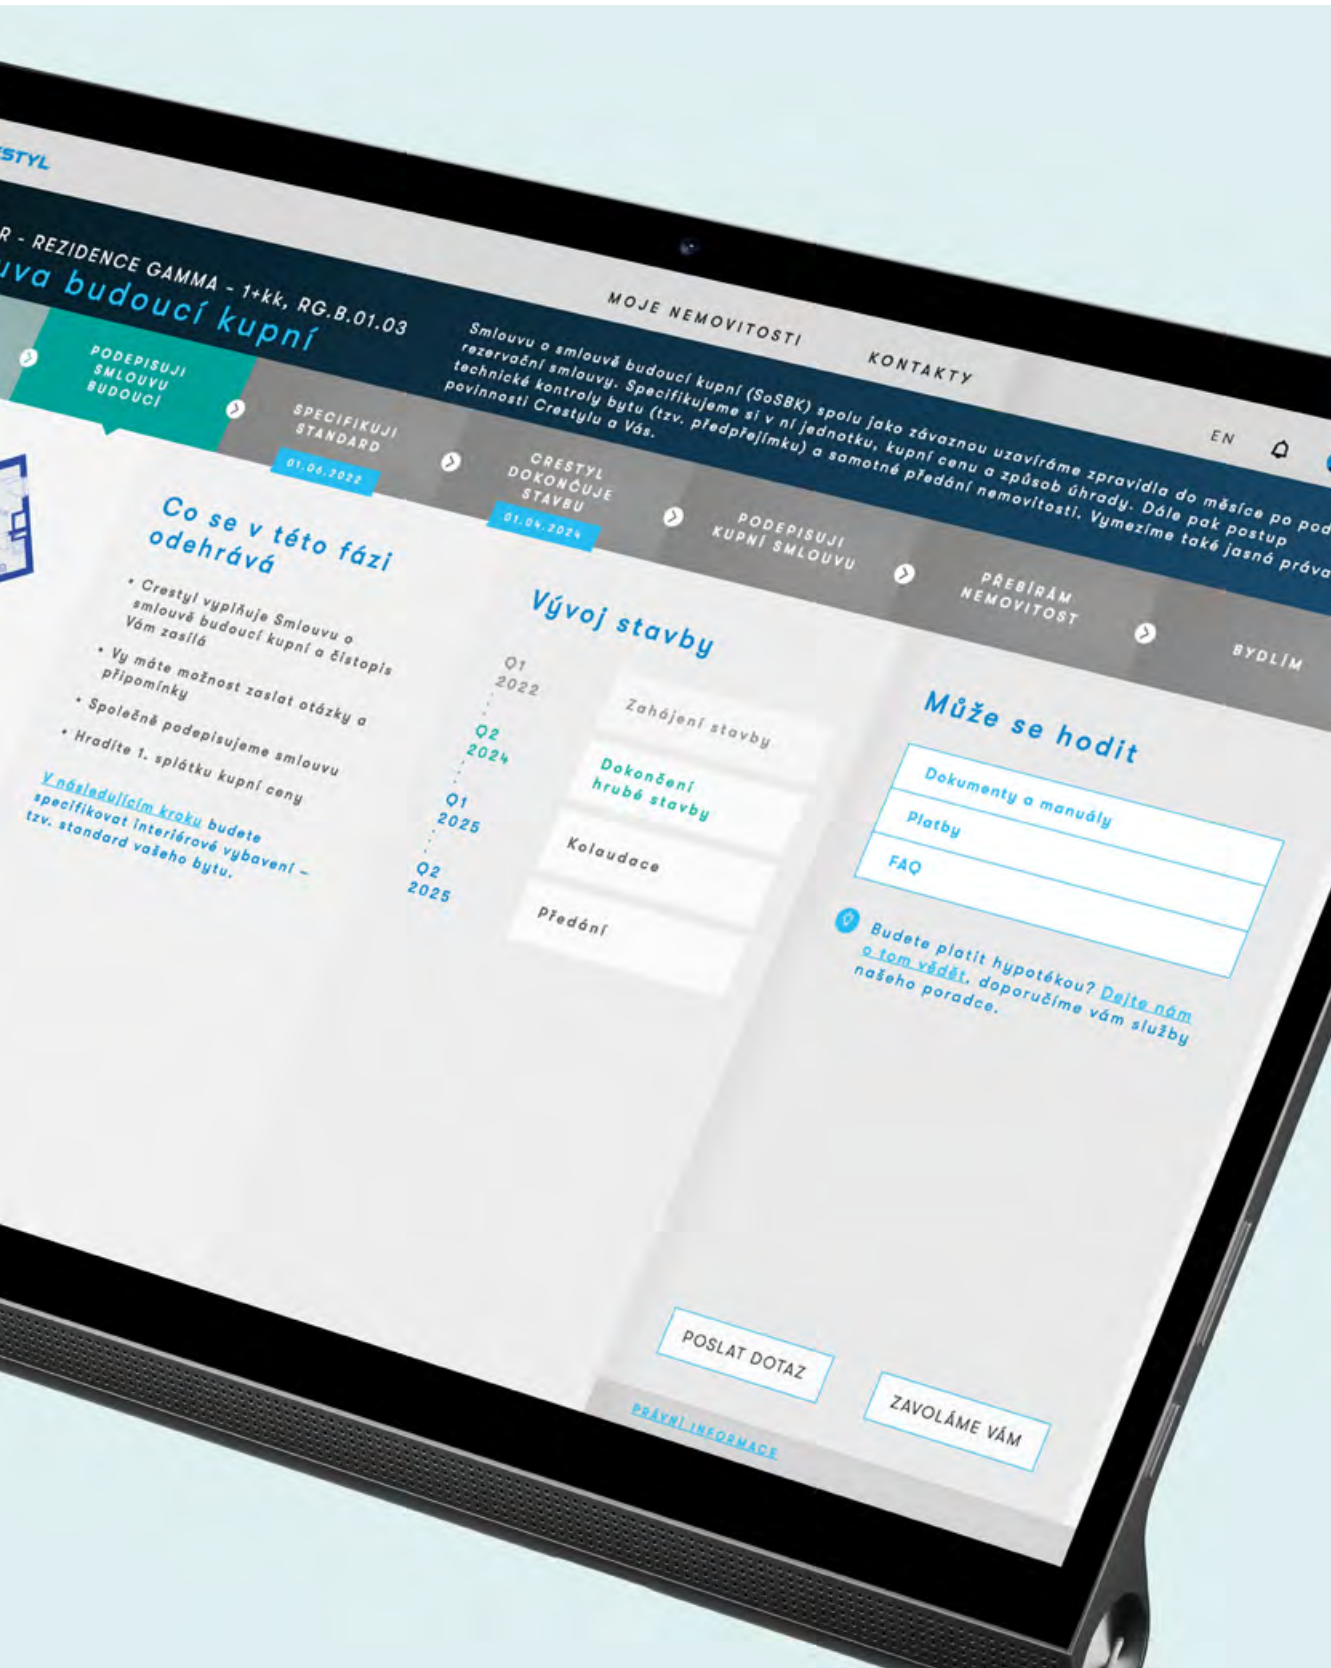 MOJE NEMOVITOSTI
KONTAKTY
EN
REZIDENCE GAMMA - 1+kk, RG.B.01.03
budoucí kupní
Smlouvu o smlouvě budoucí kupní (SoSBK) spolu jako závaznou uzavíráme zpravidla do měsíce po
rezervační smlouvy. Specifikujeme si v ní jednotku, kupní cenu a způsob úhrady. Dále pak postup
technické kontroly bytu (tzv. předpřejímku) a samotné předání nemovitosti. Vymezíme také jasná práva
povinnosti Crestylu a Vás.
PODEPISUJI
SMLOUVU
BUDOUCÍ
SPECIFIKUJI
STANDARD
01.06.2022
CRESTYL
DOKONČUJE
STAVBU
01.04.2024
PODEPISUJI
KUPNÍ SMLOUVU
PŘEBÍRÁM
NEMOVITOST
BYDLÍM
Co se v této fázi
odehrává
• Crestyl vyplňuje Smlouvu o
smlouvě budoucí kupní a čistopis
Vám zasílá
• Vy máte možnost zaslat otázky a
připomínky
• Společně podepisujeme smlouvu
• Hradíte 1. splátku kupní ceny
V následujícím kroku budete
specifikovat interiérové vybavení –
tzv. standard vašeho bytu.
Vývoj stavby
Q1
2022
Zahájení stavby
Q2
2024
Dokončení
hrubé stavby
Q1
2025
Kolaudace
Q2
2025
Předání
Může se hodit
Dokumenty a manuály
Platby
FAQ
Budete platit hypotékou? Dejte nám
o tom vědět, doporučíme vám služby
našeho poradce.
POSLAT DOTAZ
ZAVOLÁME VÁM
PRÁVNÍ INFORMACE